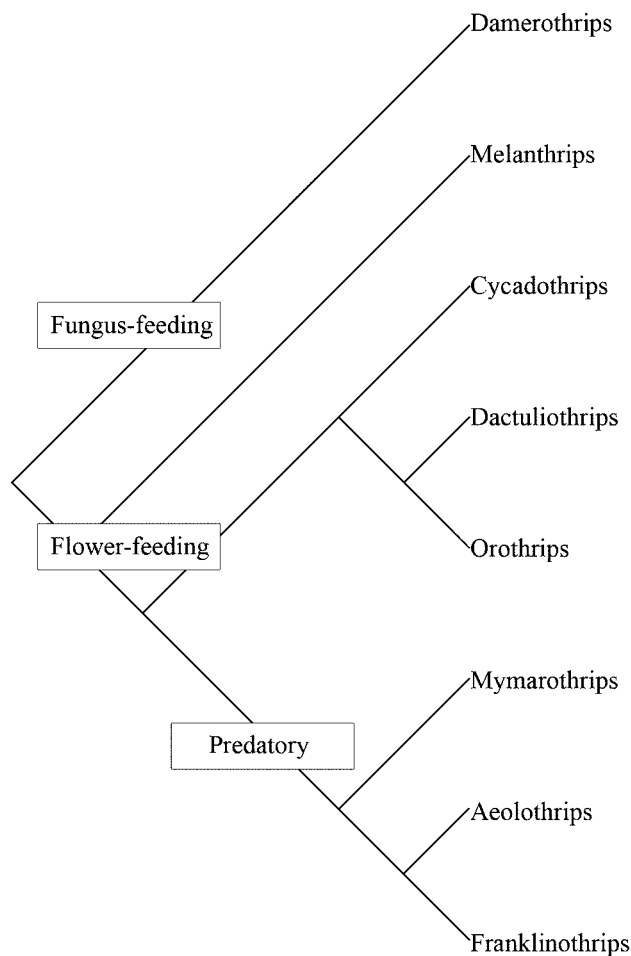 Damerothrips
Melanthrips
Cycadothrips
Fungus-feeding
Dactuliothrips
Flower-feeding
Orothrips
Mymarothrips
Predatory
Aeolothrips
Franklinothrips